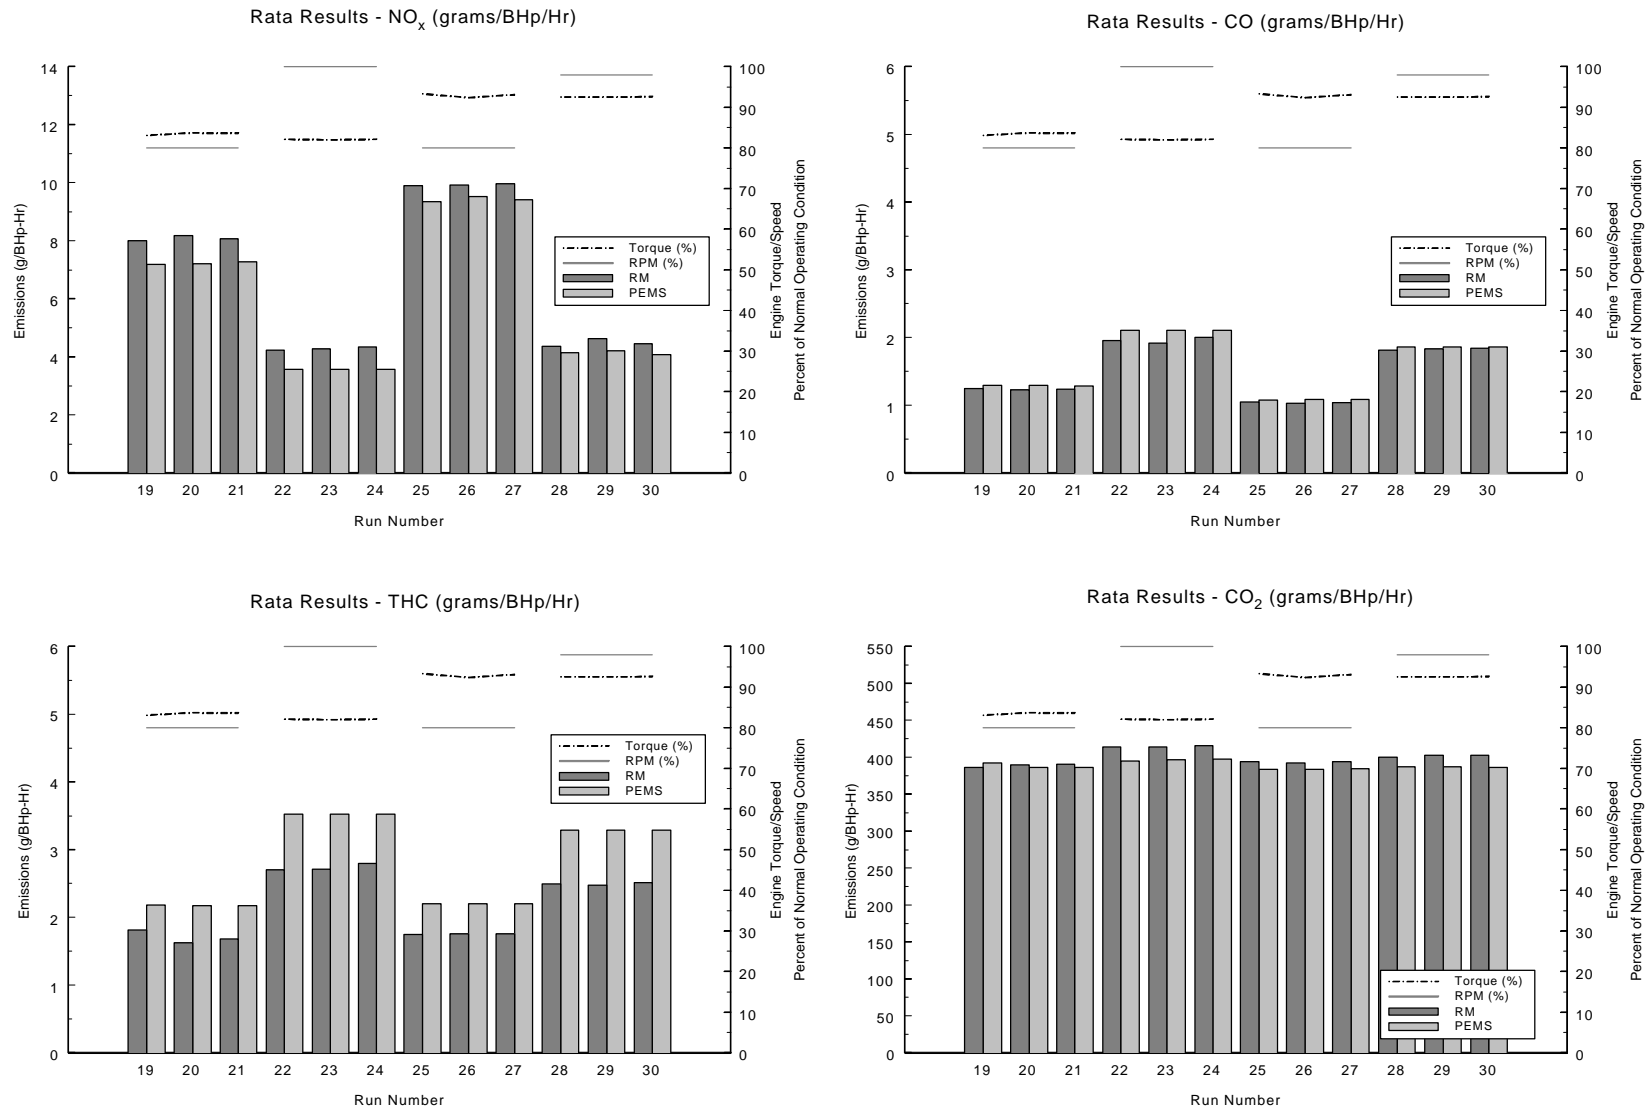 Rata Results - NOx (grams/BHp/Hr)
14
12
10
8
6
4
2
0
Emissions (g/BHp-Hr)
100
90
80
70
60
50
40
30
20
10
0
Engine Torque/Speed
Percent of Normal Operating Condition
Torque (%)
RPM (%)
RM
PEMS
19 20 21 22 23 24 25 26 27 28 29 30
Run Number
Rata Results - CO (grams/BHp/Hr)
6
5
4
3
2
1
0
Emissions (g/BHp-Hr)
100
90
80
70
60
50
40
30
20
10
0
Engine Torque/Speed
Percent of Normal Operating Condition
Torque (%)
RPM (%)
RM
PEMS
19 20 21 22 23 24 25 26 27 28 29 30
Run Number
Rata Results - THC (grams/BHp/Hr)
6
5
4
3
2
1
0
Emissions (g/BHp-Hr)
100
90
80
70
60
50
40
30
20
10
0
Engine Torque/Speed
Percent of Normal Operating Condition
Torque (%)
RPM (%)
RM
PEMS
19 20 21 22 23 24 25 26 27 28 29 30
Run Number
Rata Results - CO2 (grams/BHp/Hr)
550
500
450
400
350
300
250
200
150
100
50
0
Emissions (g/BHp-Hr)
100
90
80
70
60
50
40
30
20
10
0
Engine Torque/Speed
Percent of Normal Operating Condition
Torque (%)
RPM (%)
RM
PEMS
19 20 21 22 23 24 25 26 27 28 29 30
Run Number